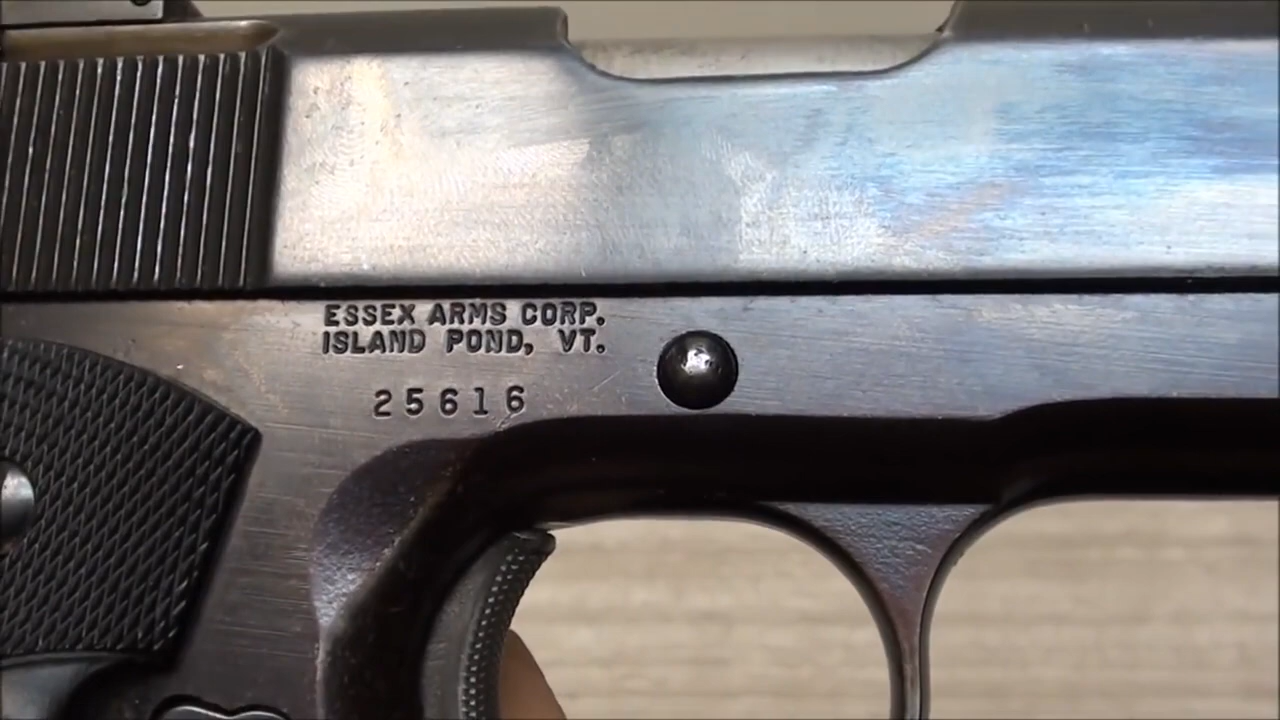 ESSEX ARMS CORP.
ISLAND POND, VT.
25616